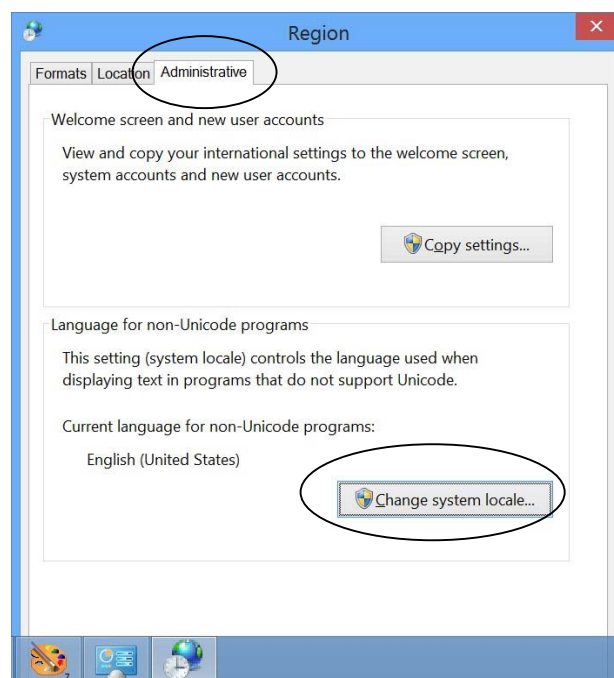 Region
Formats Location Administrative
Welcome screen and new user accounts
View and copy your international settings to the welcome screen,
system accounts and new user accounts.
Copy settings...
Language for non-Unicode programs
This setting (system locale) controls the language used when
displaying text in programs that do not support Unicode.
Current language for non-Unicode programs:
English (United States)
Change system locale...
7